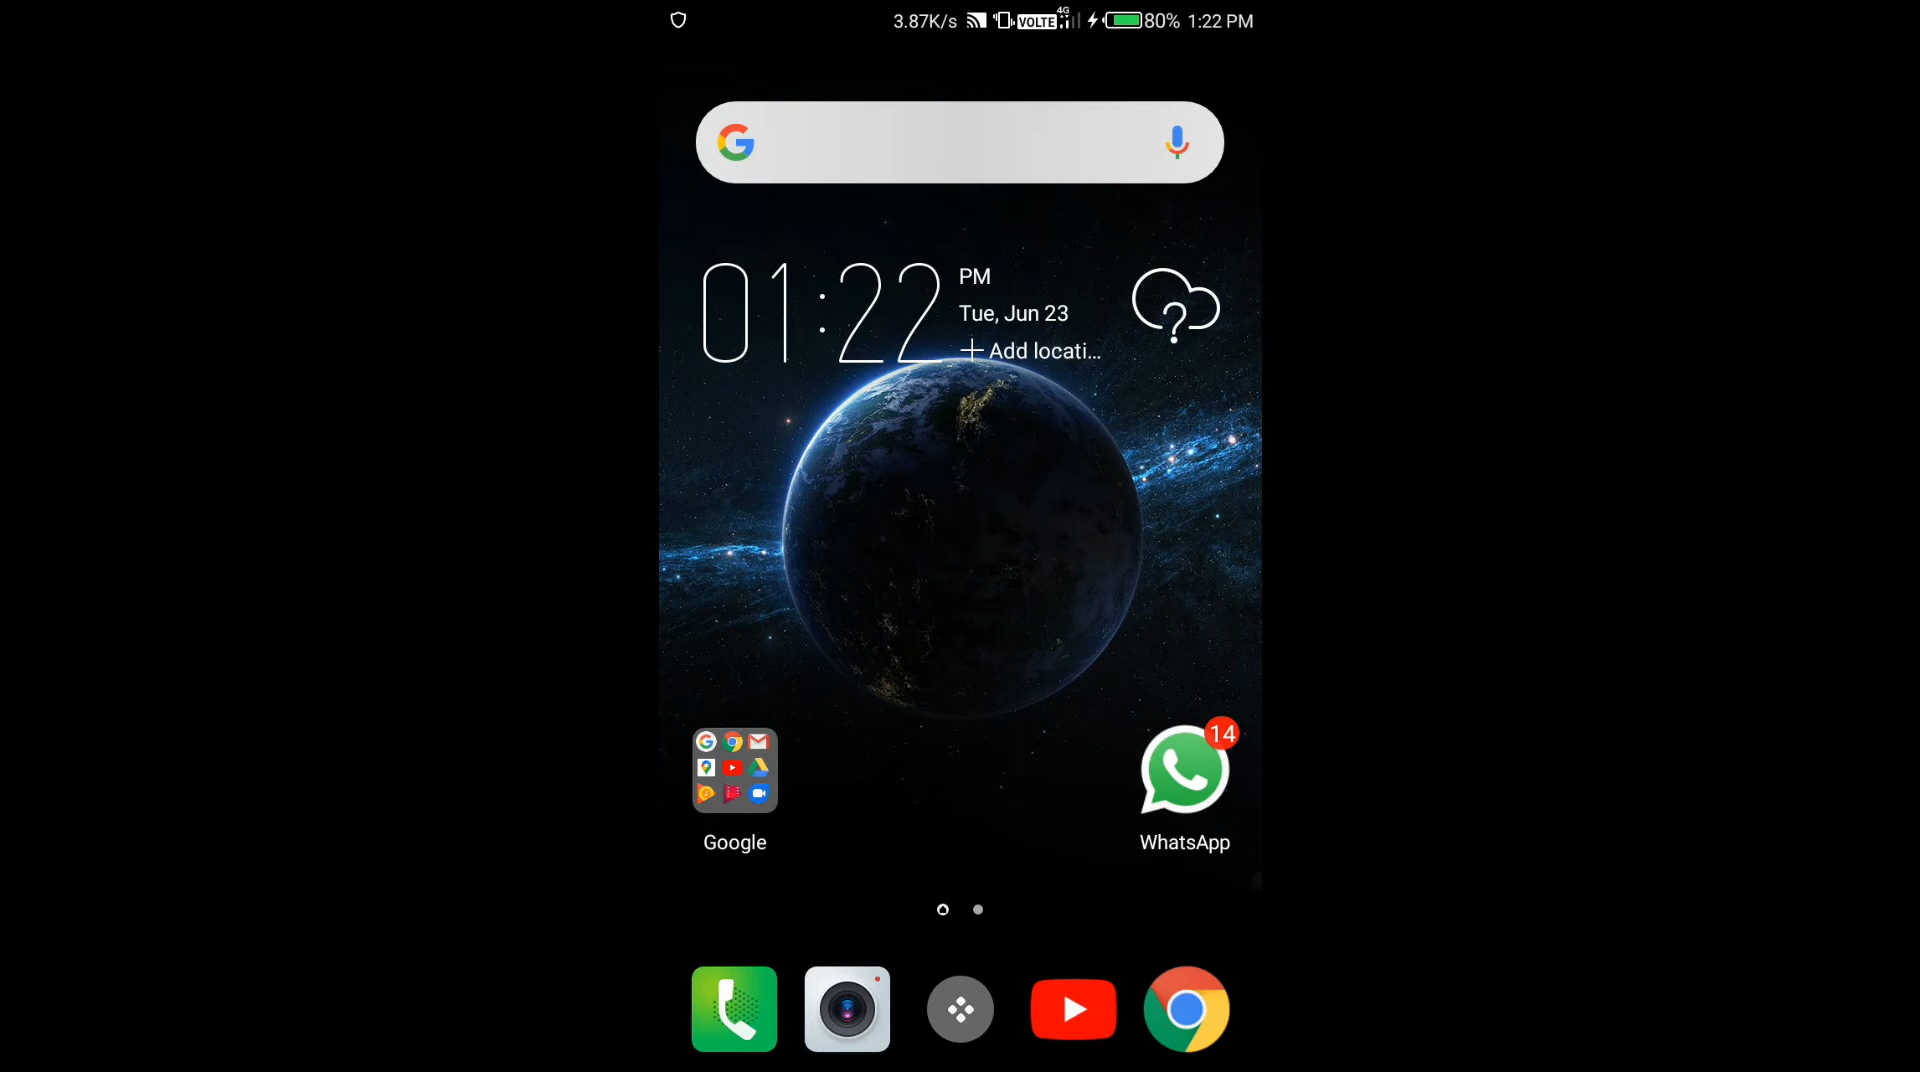 3.87K/s VOLTE 4G 80% 1:22 PM
01:22 PM
Tue, Jun 23
Add locati...
14
Google WhatsApp